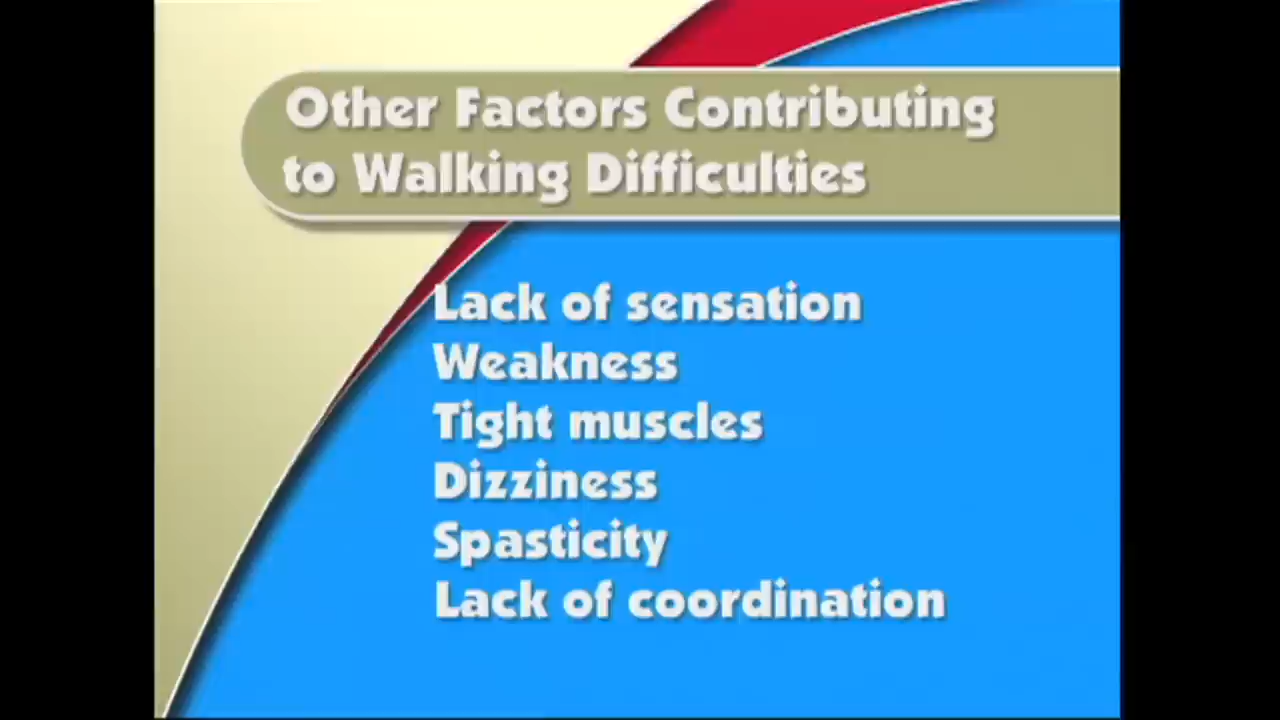 Other Factors Contributing
to Walking Difficulties
Lack of sensation
Weakness
Tight muscles
Dizziness
Spasticity
Lack of coordination